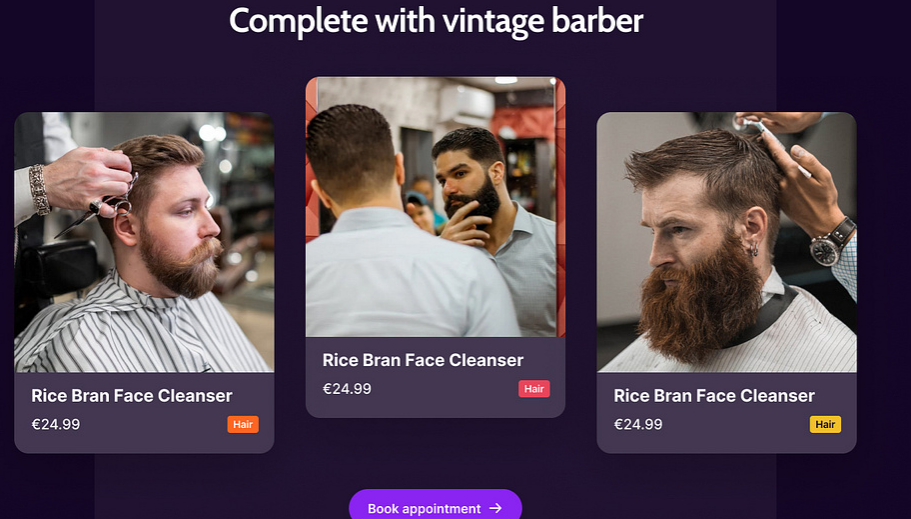 Complete with vintage barber
Rice Bran Face Cleanser
€24.99
Hair
Rice Bran Face Cleanser
€24.99
Hair
Rice Bran Face Cleanser
€24.99
Hair
Book appointment →